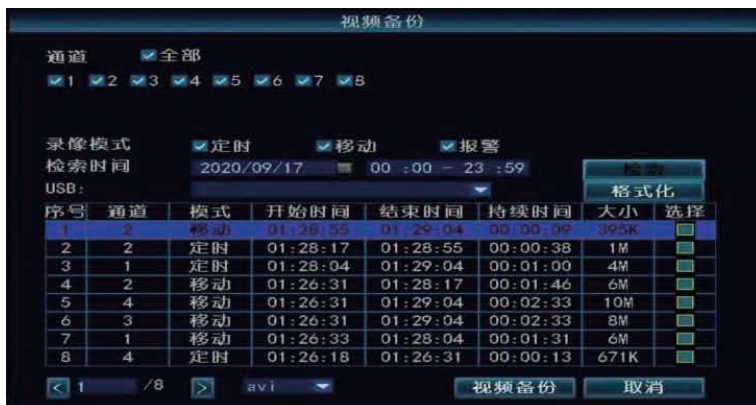 视频备份
通道 全部
1 2 3 4 5 6 7 8
录像模式 定时 移动 报警
检索时间 2020/09/17 00 :00 - 23 :59 检索
USB: 格式化
序号 通道 模式 开始时间 结束时间 持续时间 大小 选择
1 2 移动 01:28:55 01:29:04 00:00:09 395K
2 2 定时 01:28:17 01:28:55 00:00:38 1M
3 1 定时 01:28:04 01:29:04 00:01:00 4M
4 2 移动 01:26:31 01:28:17 00:01:46 6M
5 4 移动 01:26:31 01:29:04 00:02:33 10M
6 3 移动 01:26:31 01:29:04 00:02:33 8M
7 1 移动 01:26:33 01:28:04 00:01:31 6M
8 4 定时 01:26:18 01:26:31 00:00:13 671K
< 1 /8 > avi 视频备份 取消